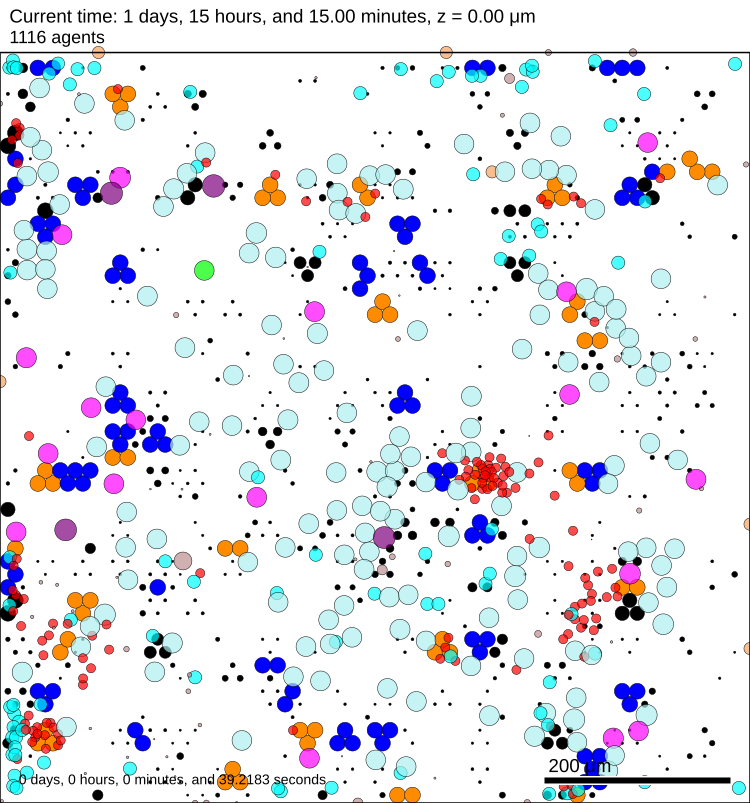 Current time: 1 days, 15 hours, and 15.00 minutes, z = 0.00 μm
1116 agents
200 μm
0 days, 0 hours, 0 minutes, and 39.2183 seconds